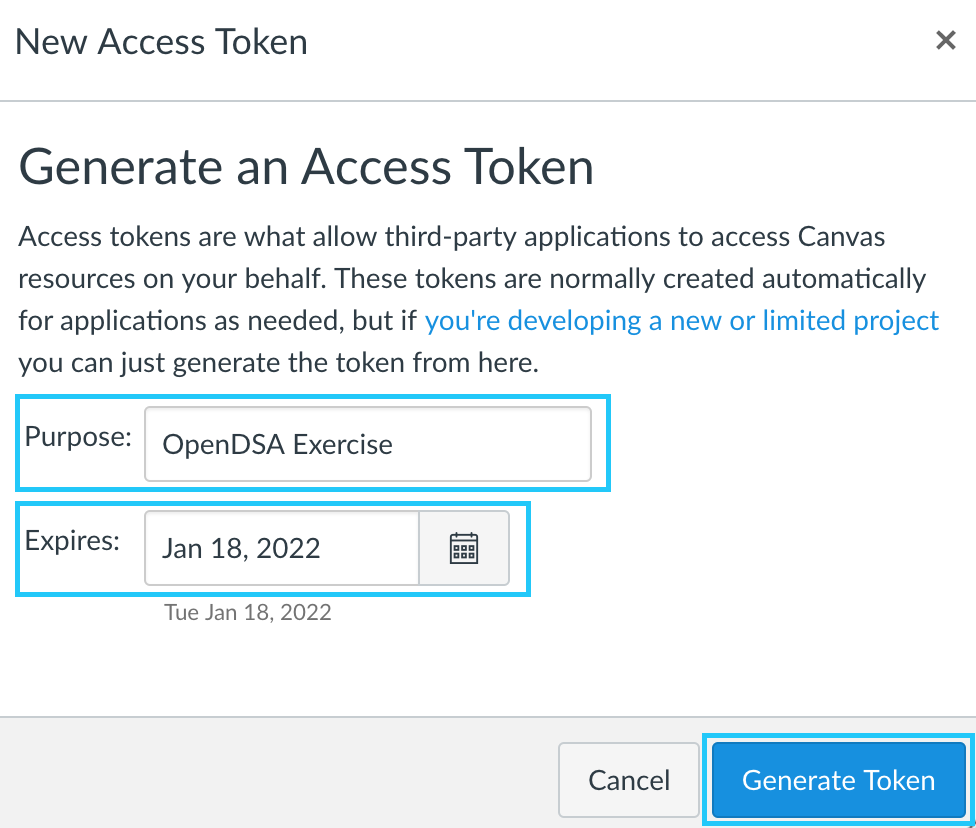 New Access Token
Generate an Access Token
Access tokens are what allow third-party applications to access Canvas
resources on your behalf. These tokens are normally created automatically
for applications as needed, but if you're developing a new or limited project
you can just generate the token from here.
Purpose: OpenDSA Exercise
Expires: Jan 18, 2022
Tue Jan 18, 2022
Cancel Generate Token